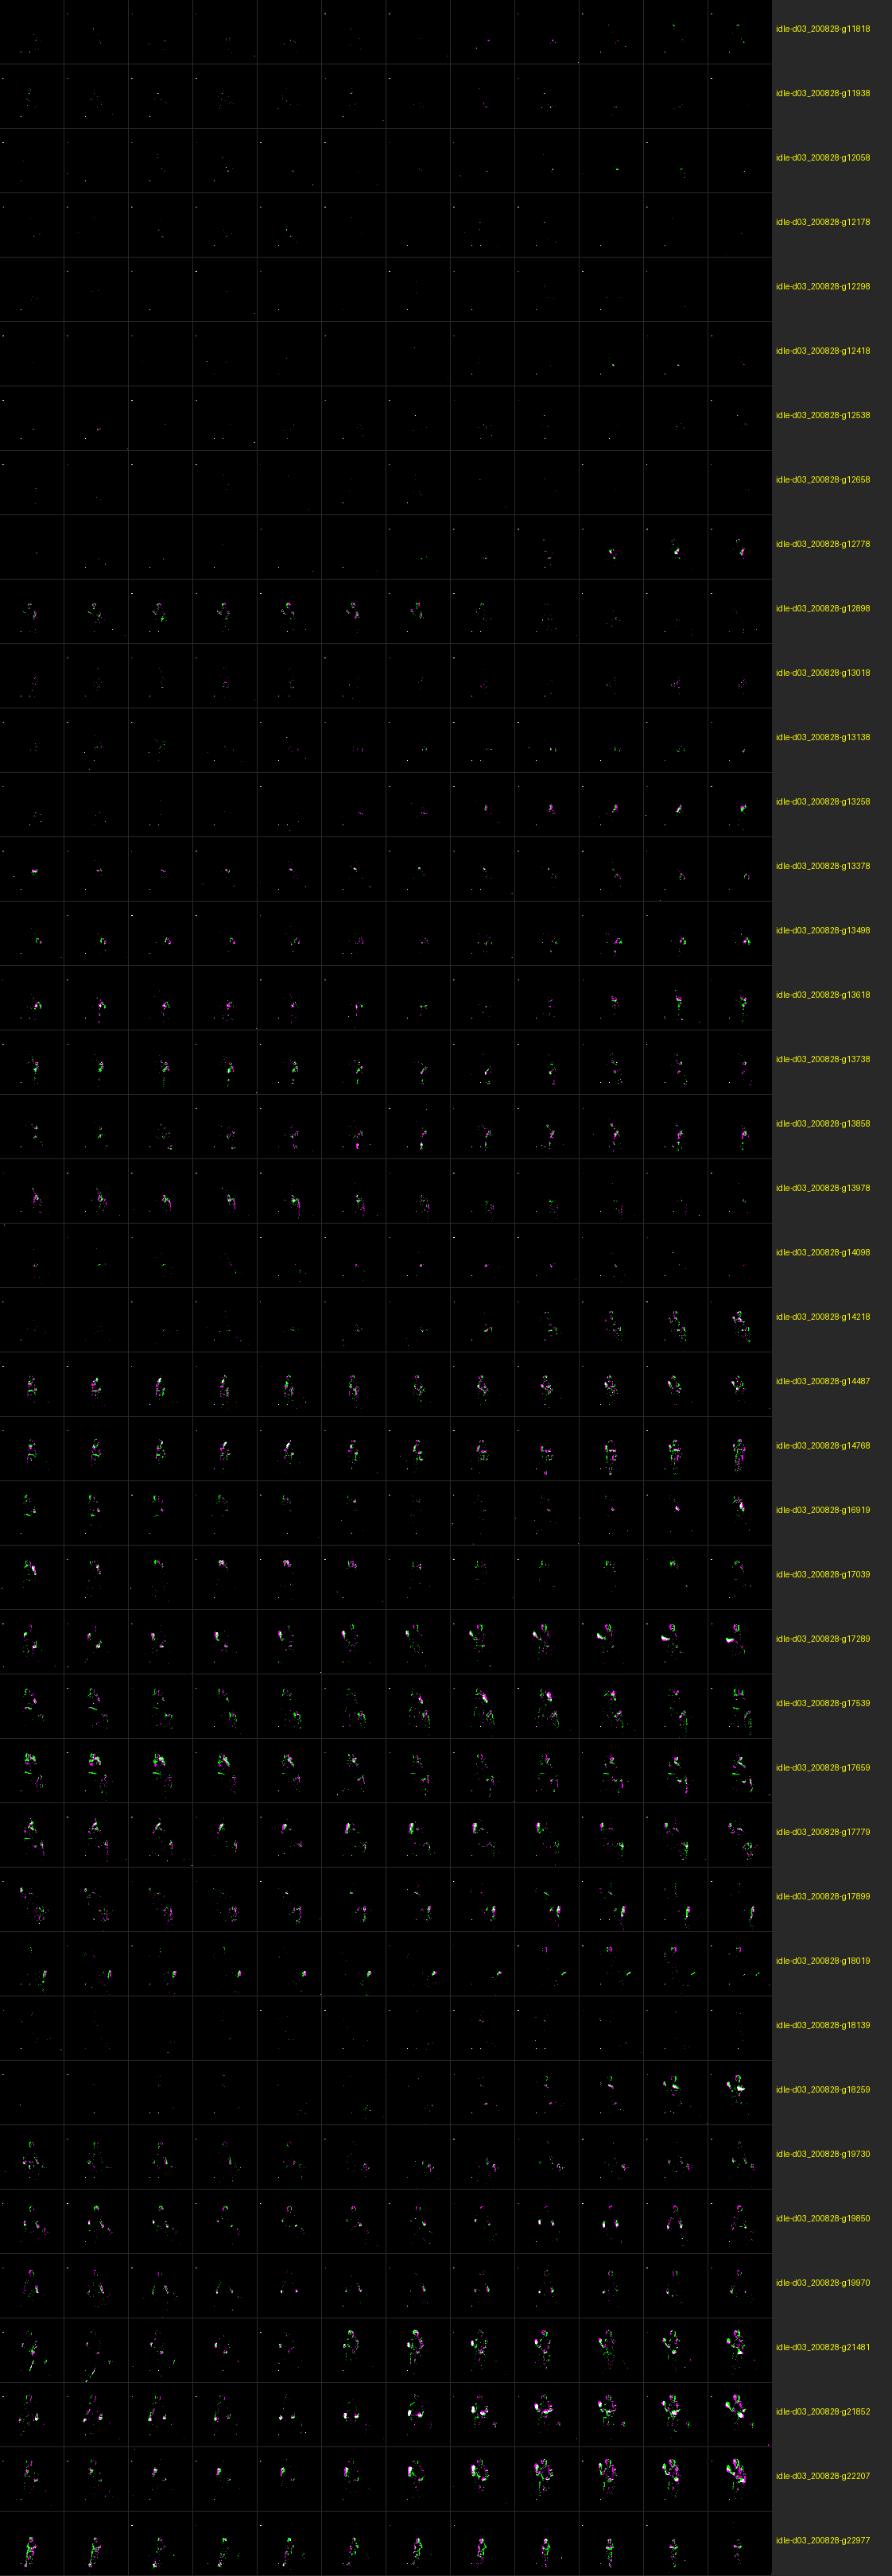 idle-d03_200828-g11818
idle-d03_200828-g11938
idle-d03_200828-g12058
idle-d03_200828-g12178
idle-d03_200828-g12298
idle-d03_200828-g12418
idle-d03_200828-g12538
idle-d03_200828-g12658
idle-d03_200828-g12778
idle-d03_200828-g12898
idle-d03_200828-g13018
idle-d03_200828-g13138
idle-d03_200828-g13258
idle-d03_200828-g13378
idle-d03_200828-g13498
idle-d03_200828-g13618
idle-d03_200828-g13738
idle-d03_200828-g13858
idle-d03_200828-g13978
idle-d03_200828-g14098
idle-d03_200828-g14218
idle-d03_200828-g14487
idle-d03_200828-g14768
idle-d03_200828-g16919
idle-d03_200828-g17039
idle-d03_200828-g17289
idle-d03_200828-g17539
idle-d03_200828-g17659
idle-d03_200828-g17779
idle-d03_200828-g17899
idle-d03_200828-g18019
idle-d03_200828-g18139
idle-d03_200828-g18259
idle-d03_200828-g19730
idle-d03_200828-g19850
idle-d03_200828-g19970
idle-d03_200828-g21481
idle-d03_200828-g21852
idle-d03_200828-g22207
idle-d03_200828-g22977